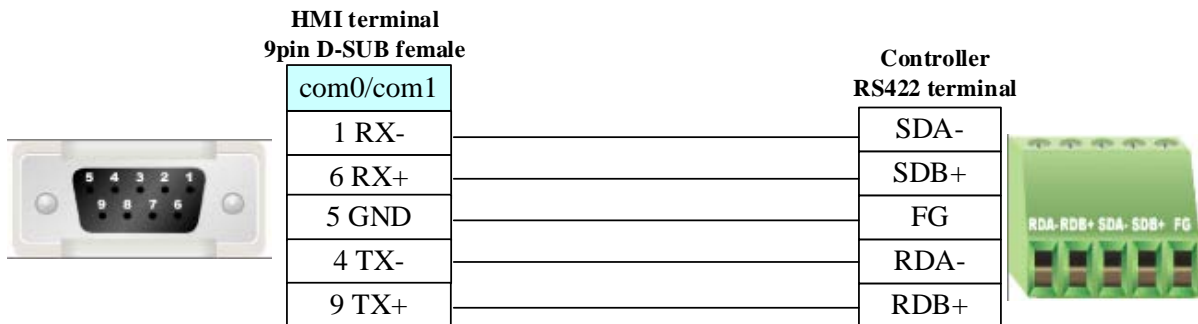 HMI terminal
9pin D-SUB female
com0/com1
1 RX-
6 RX+
5 GND
4 TX-
9 TX+
Controller
RS422 terminal
SDA-
SDB+
FG
RDA-
RDB+
5 4 3 2 1
9 8 7 6
RDA- RDB+ SDA- SDB+ FG